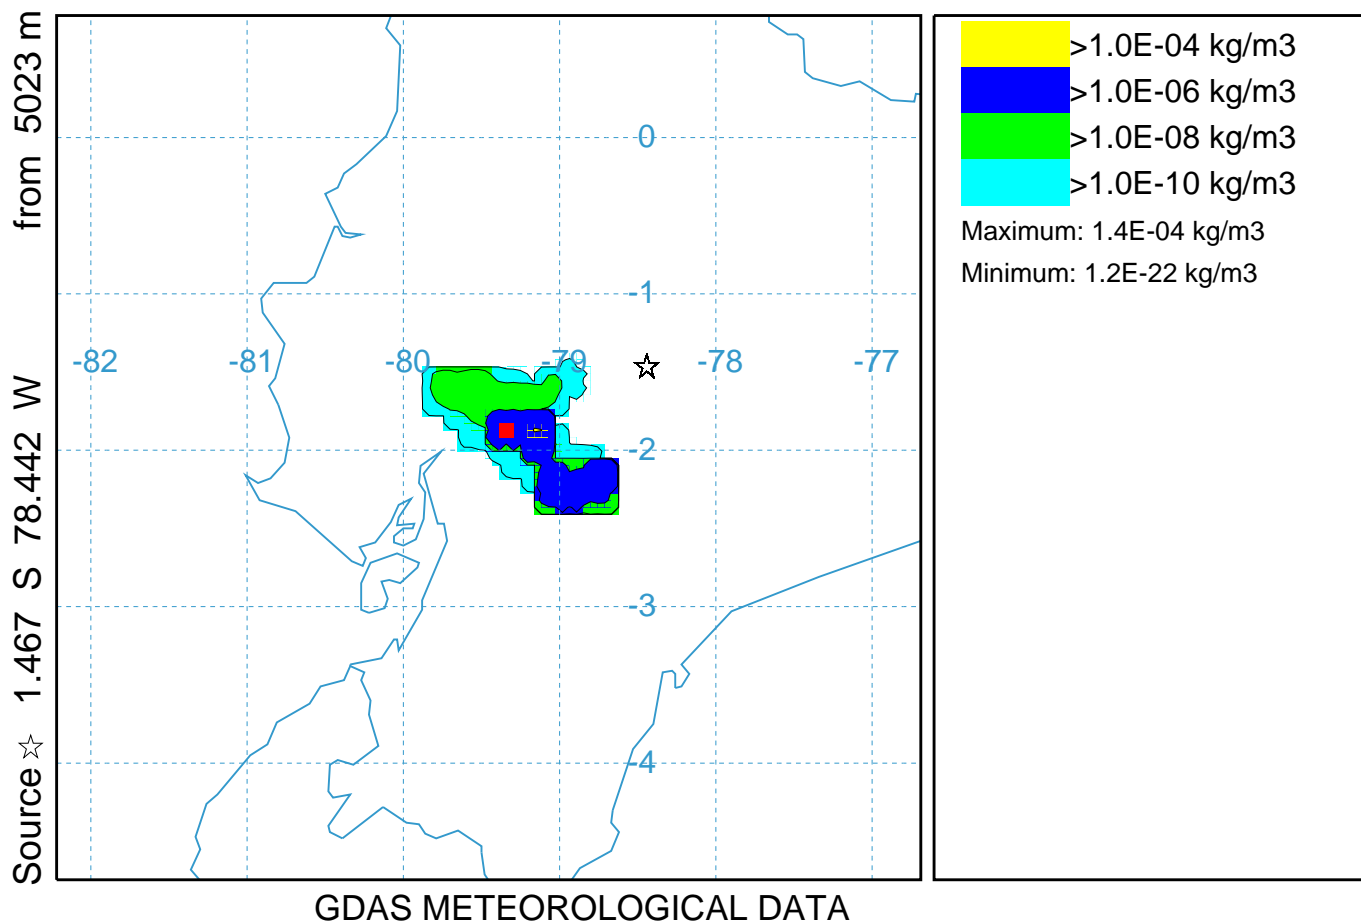 Source ☆ 1.467 S 78.442 W from 5023 m
0
-1
-82 -81 -80 -79 -78 -77
-2
-3
-4
GDAS METEOROLOGICAL DATA
>1.0E-04 kg/m3
>1.0E-06 kg/m3
>1.0E-08 kg/m3
>1.0E-10 kg/m3
Maximum: 1.4E-04 kg/m3
Minimum: 1.2E-22 kg/m3